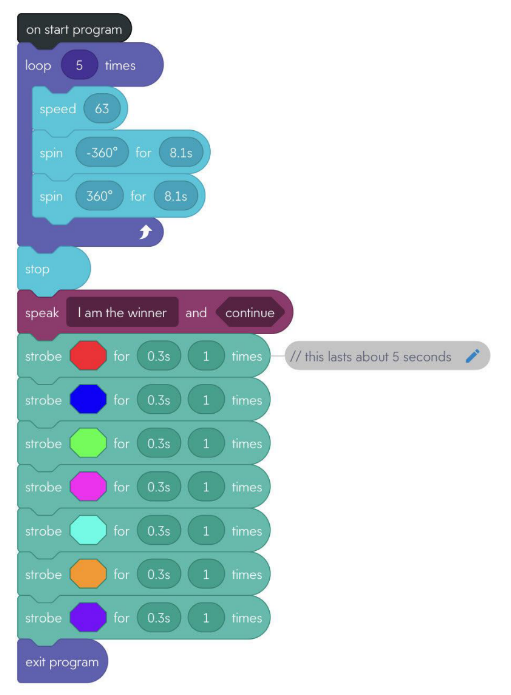 on start program
loop 5 times
speed 63
spin -360° for 8.1s
spin 360° for 8.1s
stop
speak I am the winner and continue
strobe for 0.3s 1 times // this lasts about 5 seconds
strobe for 0.3s 1 times
strobe for 0.3s 1 times
strobe for 0.3s 1 times
strobe for 0.3s 1 times
strobe for 0.3s 1 times
strobe for 0.3s 1 times
exit program